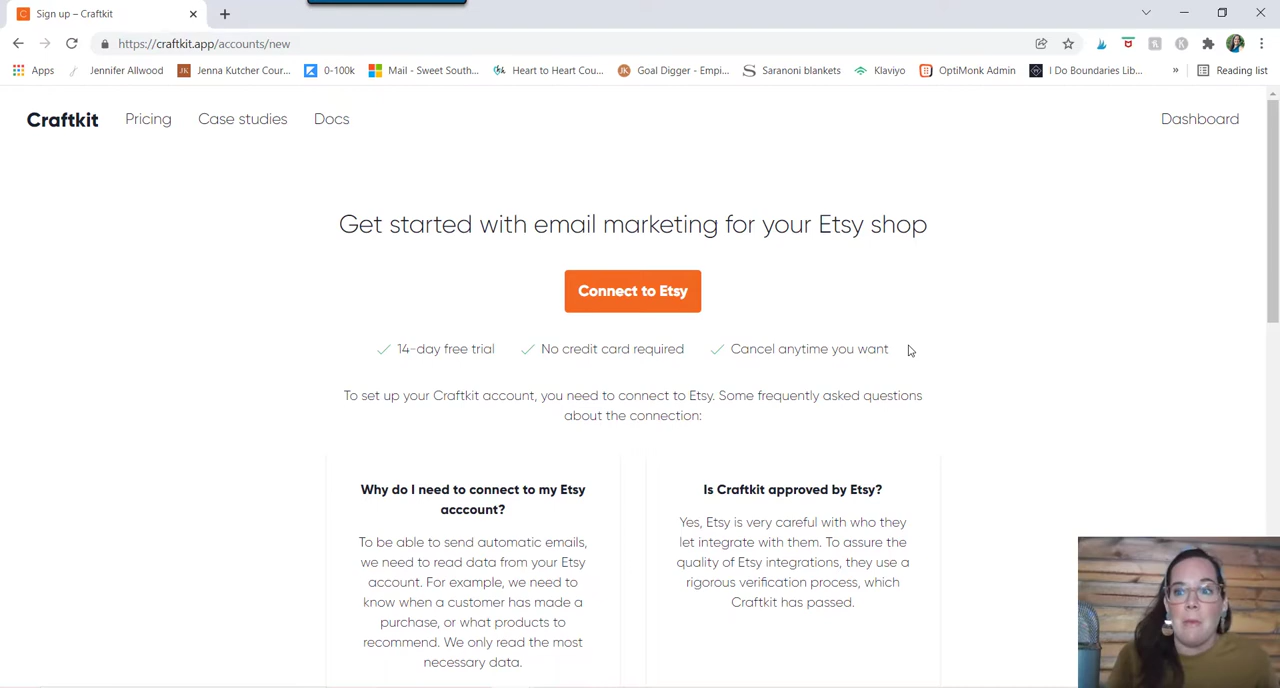 Sign up – Craftkit
https://craftkit.app/accounts/new
Apps
Jennifer Allwood
Jenna Kutcher Cour...
0-100k
Mail - Sweet South...
Heart to Heart Cou...
Goal Digger - Empi...
Saranoni blankets
Klaviyo
OptiMonk Admin
I Do Boundaries Lib...
»
Reading list
Craftkit
Pricing
Case studies
Docs
Dashboard
Get started with email marketing for your Etsy shop
Connect to Etsy
14-day free trial
No credit card required
Cancel anytime you want
To set up your Craftkit account, you need to connect to Etsy. Some frequently asked questions
about the connection:
Why do I need to connect to my Etsy
acccount?
To be able to send automatic emails,
we need to read data from your Etsy
account. For example, we need to
know when a customer has made a
purchase, or what products to
recommend. We only read the most
necessary data.
Is Craftkit approved by Etsy?
Yes, Etsy is very careful with who they
let integrate with them. To assure the
quality of Etsy integrations, they use a
rigorous verification process, which
Craftkit has passed.